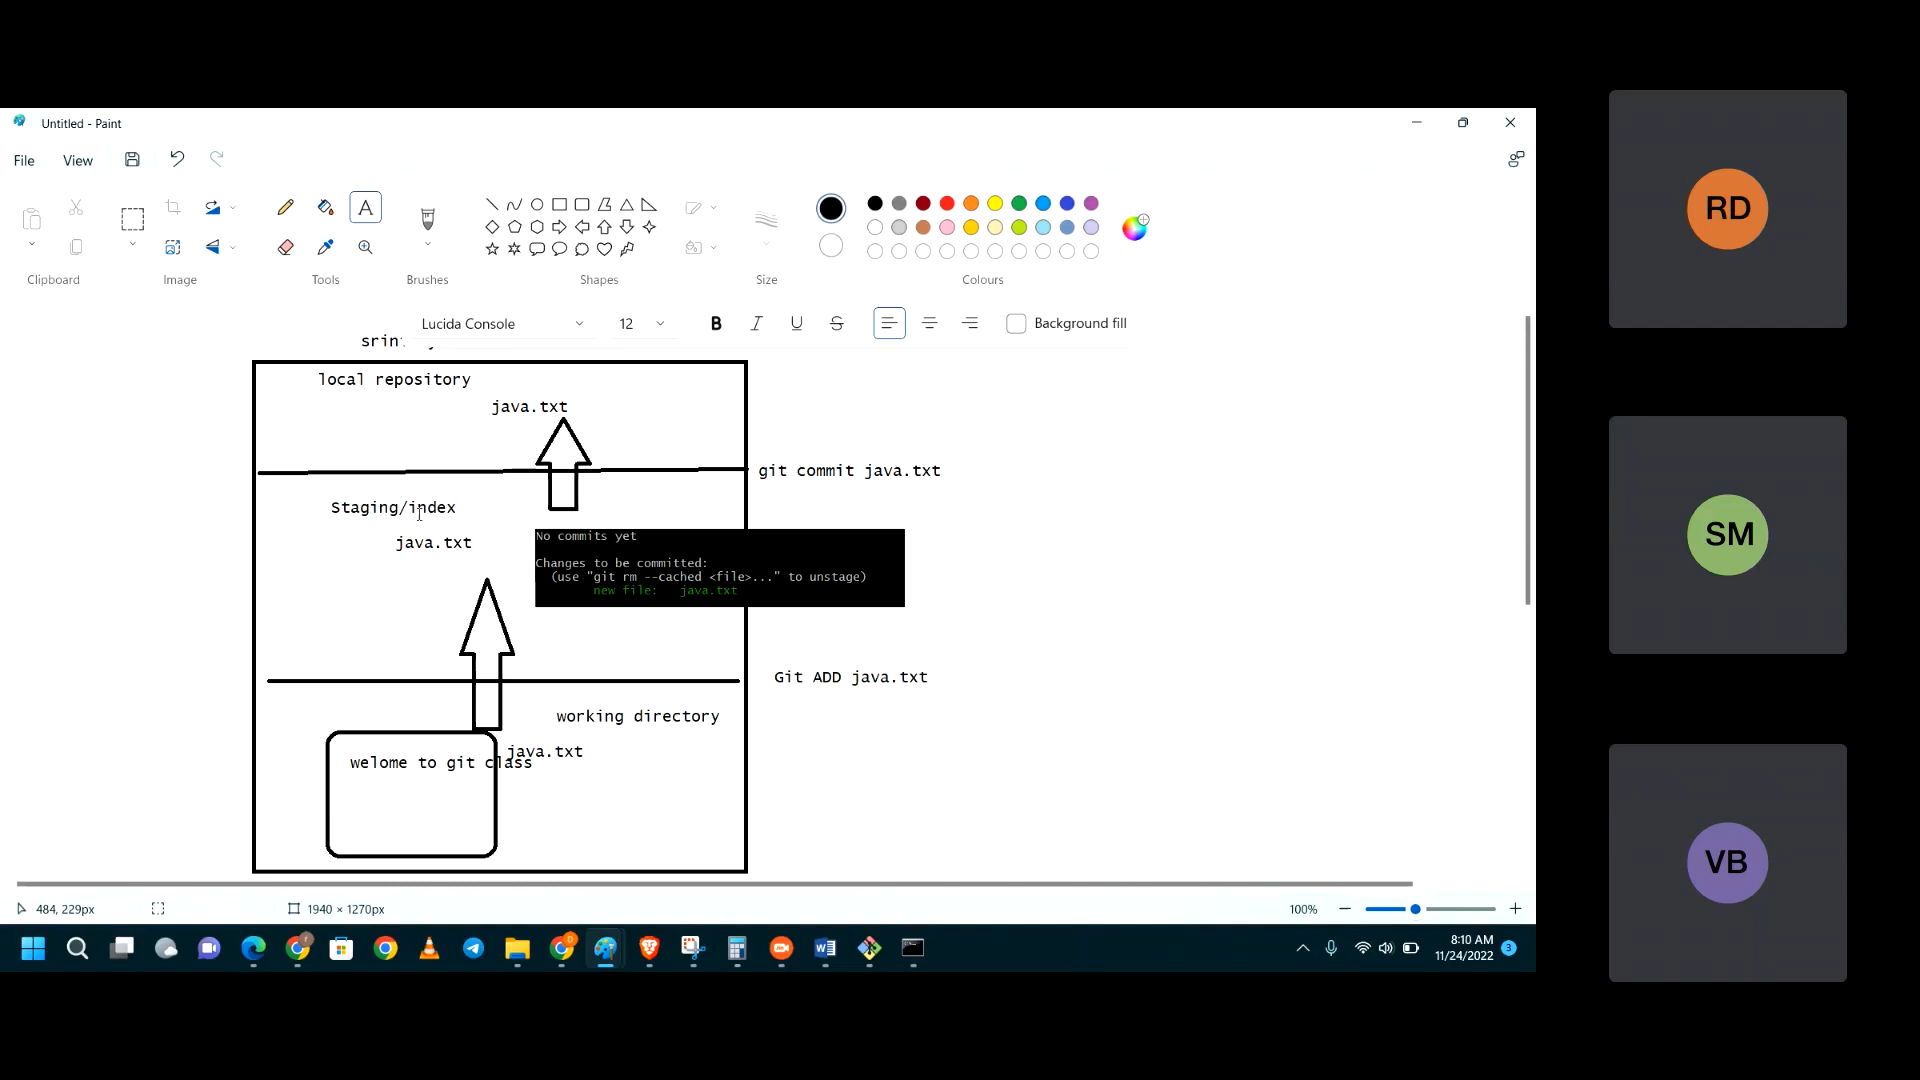 Untitled - Paint
File View
Clipboard Image Tools Brushes Shapes Size Colours
A
Lucida Console 12 B I U S Background fill
local repository
java.txt
git commit java.txt
Staging/index
java.txt
No commits yet
Changes to be committed:
(use "git rm --cached <file>..." to unstage)
new file: java.txt
Git ADD java.txt
working directory
java.txt
welome to git class
484, 229px
1940 × 1270px
100%
8:10 AM
11/24/2022
3
RD
SM
VB